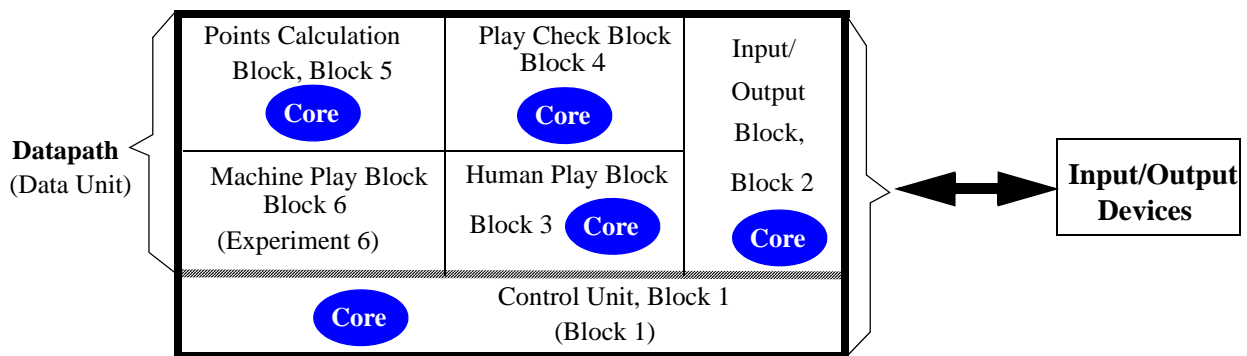 Points Calculation
Block, Block 5
Core
Play Check Block
Block 4
Core
Input/
Output
Block,
Block 2
Core
Datapath
(Data Unit)
Machine Play Block
Block 6
(Experiment 6)
Human Play Block
Block 3
Core
Input/Output
Devices
Core
Control Unit, Block 1
(Block 1)